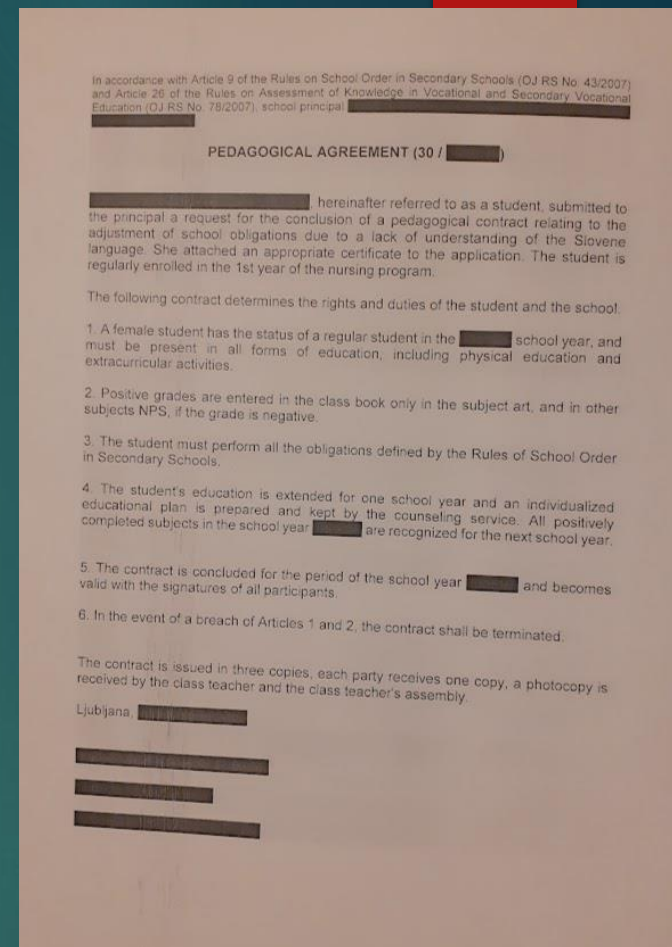 In accordance with Article 9 of the Rules on School Order in Secondary Schools (OJ RS No. 43/2007)
and Article 26 of the Rules on Assessment of Knowledge in Vocational and Secondary Vocational
Education (OJ RS No. 78/2007), school principal
PEDAGOGICAL AGREEMENT (30 / )
, hereinafter referred to as a student, submitted to
the principal a request for the conclusion of a pedagogical contract relating to the
adjustment of school obligations due to a lack of understanding of the Slovene
language. She attached an appropriate certificate to the application. The student is
regularly enrolled in the 1st year of the nursing program.
The following contract determines the rights and duties of the student and the school.
1. A female student has the status of a regular student in the school year, and
must be present in all forms of education, including physical education and
extracurricular activities.
2. Positive grades are entered in the class book only in the subject art, and in other
subjects NPS, if the grade is negative.
3. The student must perform all the obligations defined by the Rules of School Order
in Secondary Schools.
4. The student's education is extended for one school year and an individualized
educational plan is prepared and kept by the counseling service. All positively
completed subjects in the school year are recognized for the next school year.
5. The contract is concluded for the period of the school year and becomes
valid with the signatures of all participants.
6. In the event of a breach of Articles 1 and 2, the contract shall be terminated.
The contract is issued in three copies, each party receives one copy, a photocopy is
received by the class teacher and the class teacher's assembly.
Ljubljana,